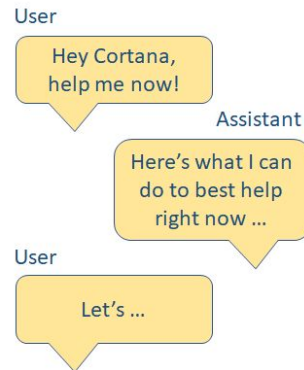 User
Hey Cortana,
help me now!
Assistant
Here's what I can
do to best help
right now ...
User
Let's ...